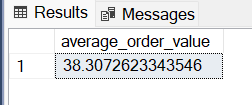 Results Messages
average_order_value
1 38.3072623343546